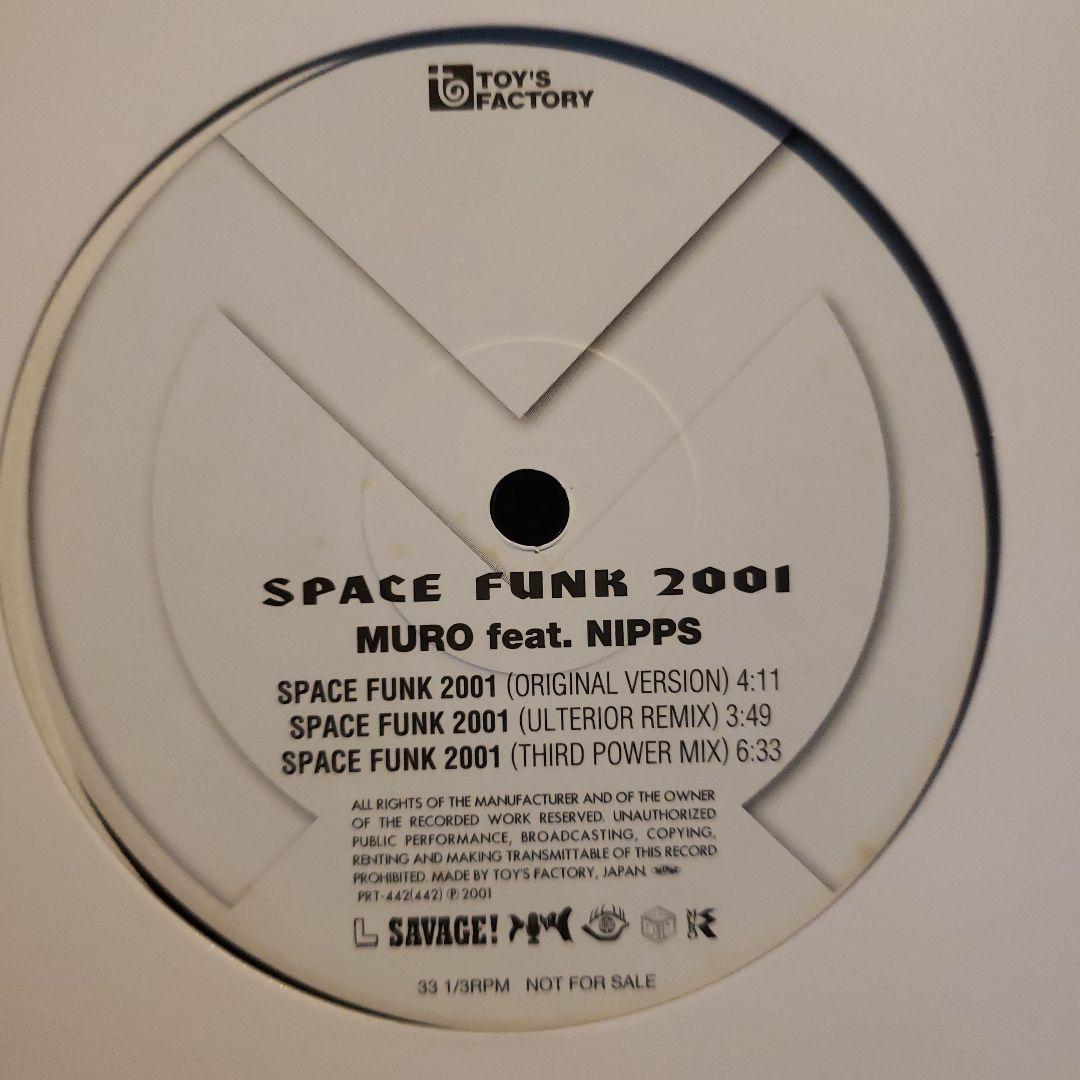 TOY'S
FACTORY
SPACE FUNK 2001
MURO feat. NIPPS
SPACE FUNK 2001 (ORIGINAL VERSION) 4:11
SPACE FUNK 2001 (ULTERIOR REMIX) 3:49
SPACE FUNK 2001 (THIRD POWER MIX) 6:33
ALL RIGHTS OF THE MANUFACTURER AND OF THE OWNER
OF THE RECORDED WORK RESERVED. UNAUTHORIZED
PUBLIC PERFORMANCE, BROADCASTING, COPYING,
RENTING AND MAKING TRANSMITTABLE OF THIS RECORD
PROHIBITED. MADE BY TOY'S FACTORY, JAPAN.
PRT-442(442) ℗ 2001
L SAVAGE!
33 1/3RPM NOT FOR SALE